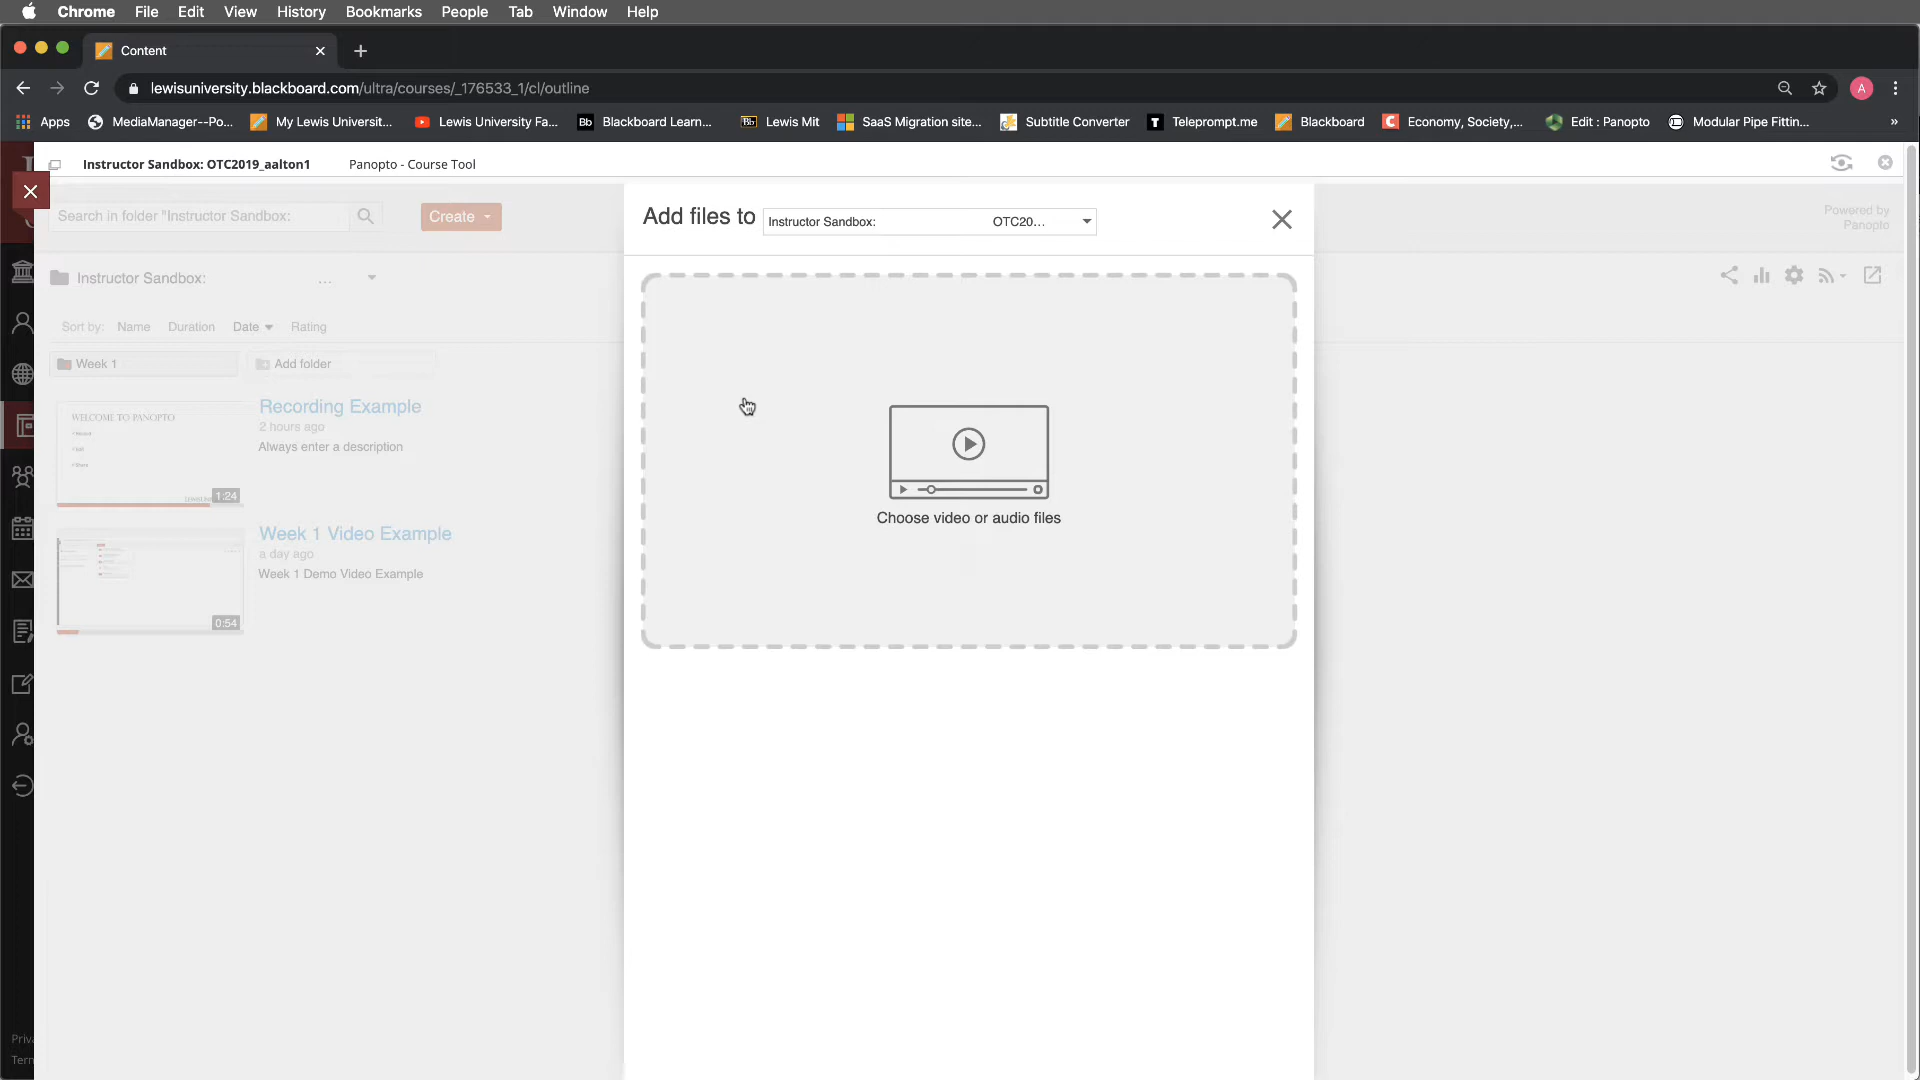 Chrome File Edit View History Bookmarks People Tab Window Help
Content
lewisuniversity.blackboard.com/ultra/courses/_176533_1/cl/outline
A
Apps MediaManager--Po... My Lewis Universit... Lewis University Fa... Bb Blackboard Learn... Bb Lewis Mit SaaS Migration site... Subtitle Converter T Teleprompt.me Blackboard C Economy, Society,... Edit : Panopto Modular Pipe Fittin... »
Instructor Sandbox: OTC2019_aalton1 Panopto - Course Tool
Search in folder "Instructor Sandbox: Create
Add files to Instructor Sandbox: OTC20...
Powered by
Panopto
Instructor Sandbox: ...
Sort by: Name Duration Date Rating
Week 1 Add folder
WELCOME TO PANOPTO
Recording Example
2 hours ago
Always enter a description
1:24
Choose video or audio files
Week 1 Video Example
a day ago
Week 1 Demo Video Example
0:54
Priv
Tern